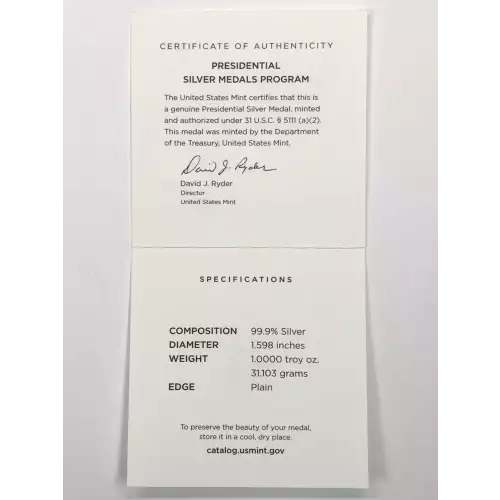 CERTIFICATE OF AUTHENTICITY
PRESIDENTIAL
SILVER MEDALS PROGRAM
The United States Mint certifies that this is
a genuine Presidential Silver Medal, minted
and authorized under 31 U.S.C. § 5111 (a)(2).
This medal was minted by the Department
of the Treasury, United States Mint.
David J. Ryder
David J. Ryder
Director
United States Mint
SPECIFICATIONS
COMPOSITION 99.9% Silver
DIAMETER 1.598 inches
WEIGHT 1.0000 troy oz.
31.103 grams
EDGE Plain
To preserve the beauty of your medal,
store it in a cool, dry place.
catalog.usmint.gov